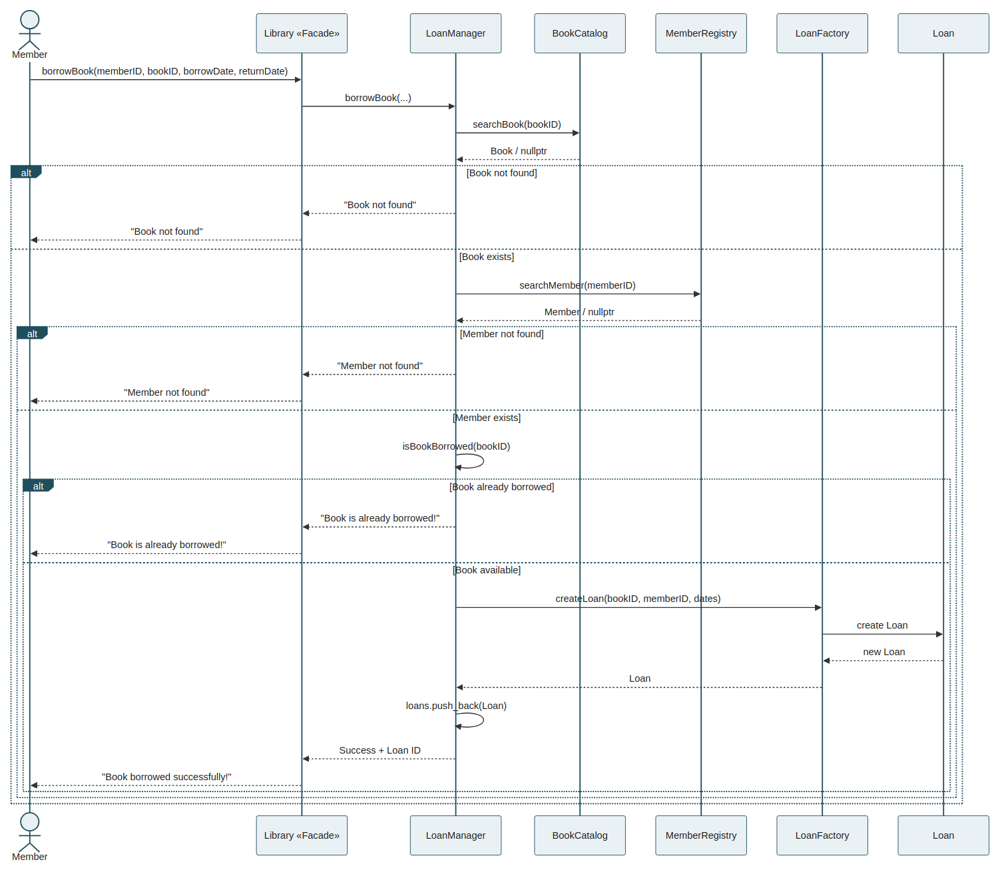 Member
Library «Facade»
LoanManager
BookCatalog
MemberRegistry
LoanFactory
Loan
borrowBook(memberID, bookID, borrowDate, returnDate)
borrowBook(...)
searchBook(bookID)
Book / nullptr
alt
[Book not found]
"Book not found"
"Book not found"
[Book exists]
searchMember(memberID)
Member / nullptr
alt
[Member not found]
"Member not found"
"Member not found"
[Member exists]
isBookBorrowed(bookID)
alt
[Book already borrowed]
"Book is already borrowed!"
"Book is already borrowed!"
[Book available]
createLoan(bookID, memberID, dates)
create Loan
new Loan
Loan
loans.push_back(Loan)
Success + Loan ID
"Book borrowed successfully!"
Member
Library «Facade»
LoanManager
BookCatalog
MemberRegistry
LoanFactory
Loan